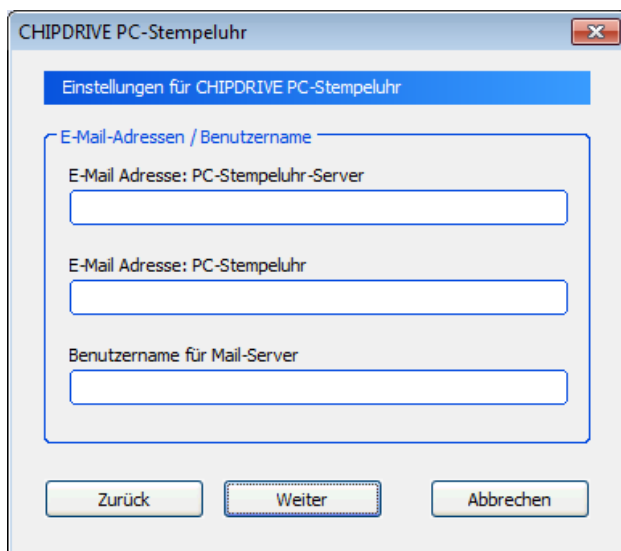 CHIPDRIVE PC-Stempeluhr
Einstellungen für CHIPDRIVE PC-Stempeluhr
E-Mail-Adressen / Benutzername
E-Mail Adresse: PC-Stempeluhr-Server
E-Mail Adresse: PC-Stempeluhr
Benutzername für Mail-Server
Zurück Weiter Abbrechen